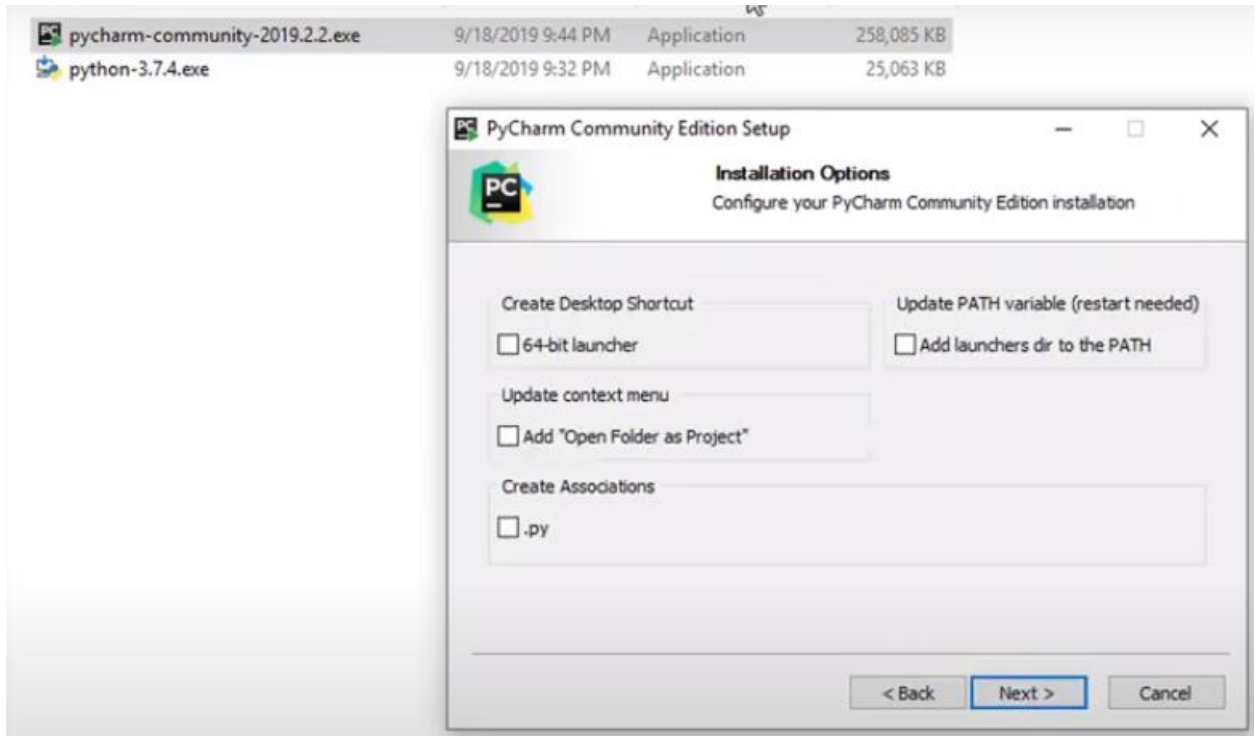 pycharm-community-2019.2.2.exe 9/18/2019 9:44 PM Application 258,085 KB
python-3.7.4.exe 9/18/2019 9:32 PM Application 25,063 KB
PC PyCharm Community Edition Setup
PC
Installation Options
Configure your PyCharm Community Edition installation
Create Desktop Shortcut
64-bit launcher
Update PATH variable (restart needed)
Add launchers dir to the PATH
Update context menu
Add "Open Folder as Project"
Create Associations
.py
< Back Next > Cancel